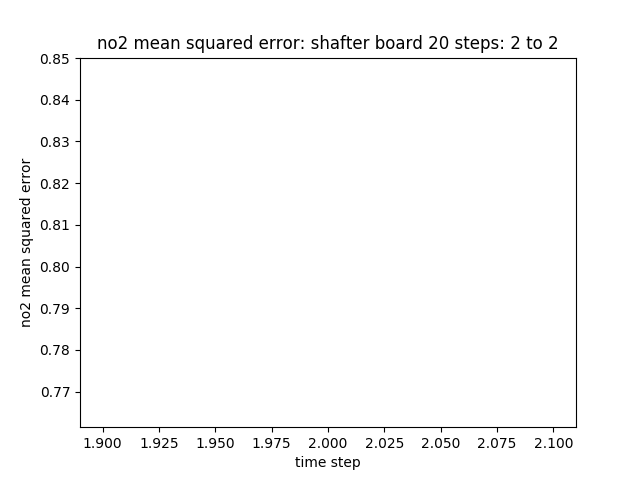 no2 mean squared error: shafter board 20 steps: 2 to 2
0.85
0.84
0.83
0.82
0.81
0.80
0.79
0.78
0.77
no2 mean squared error
1.900 1.925 1.950 1.975 2.000 2.025 2.050 2.075 2.100
time step